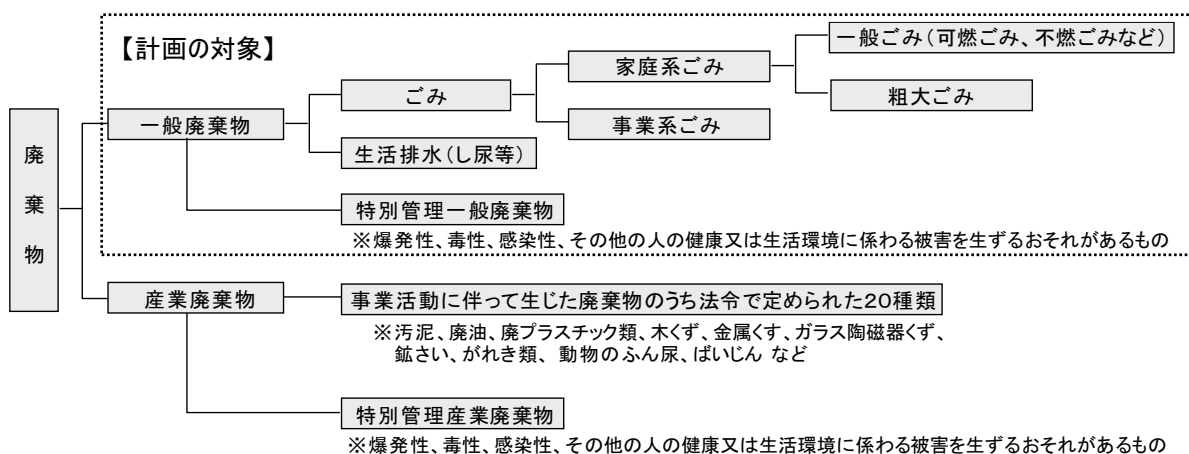 【計画の対象】
一般ごみ(可燃ごみ、不燃ごみなど)
家庭系ごみ
粗大ごみ
ごみ
事業系ごみ
一般廃棄物
生活排水(し尿等)
廃棄物
特別管理一般廃棄物
※爆発性、毒性、感染性、その他の人の健康又は生活環境に係わる被害を生ずるおそれがあるもの
産業廃棄物
事業活動に伴って生じた廃棄物のうち法令で定められた20種類
※汚泥、廃油、廃プラスチック類、木くず、金属くす、ガラス陶磁器くず、
鉱さい、がれき類、 動物のふん尿、ばいじん など
特別管理産業廃棄物
※爆発性、毒性、感染性、その他の人の健康又は生活環境に係わる被害を生ずるおそれがあるもの